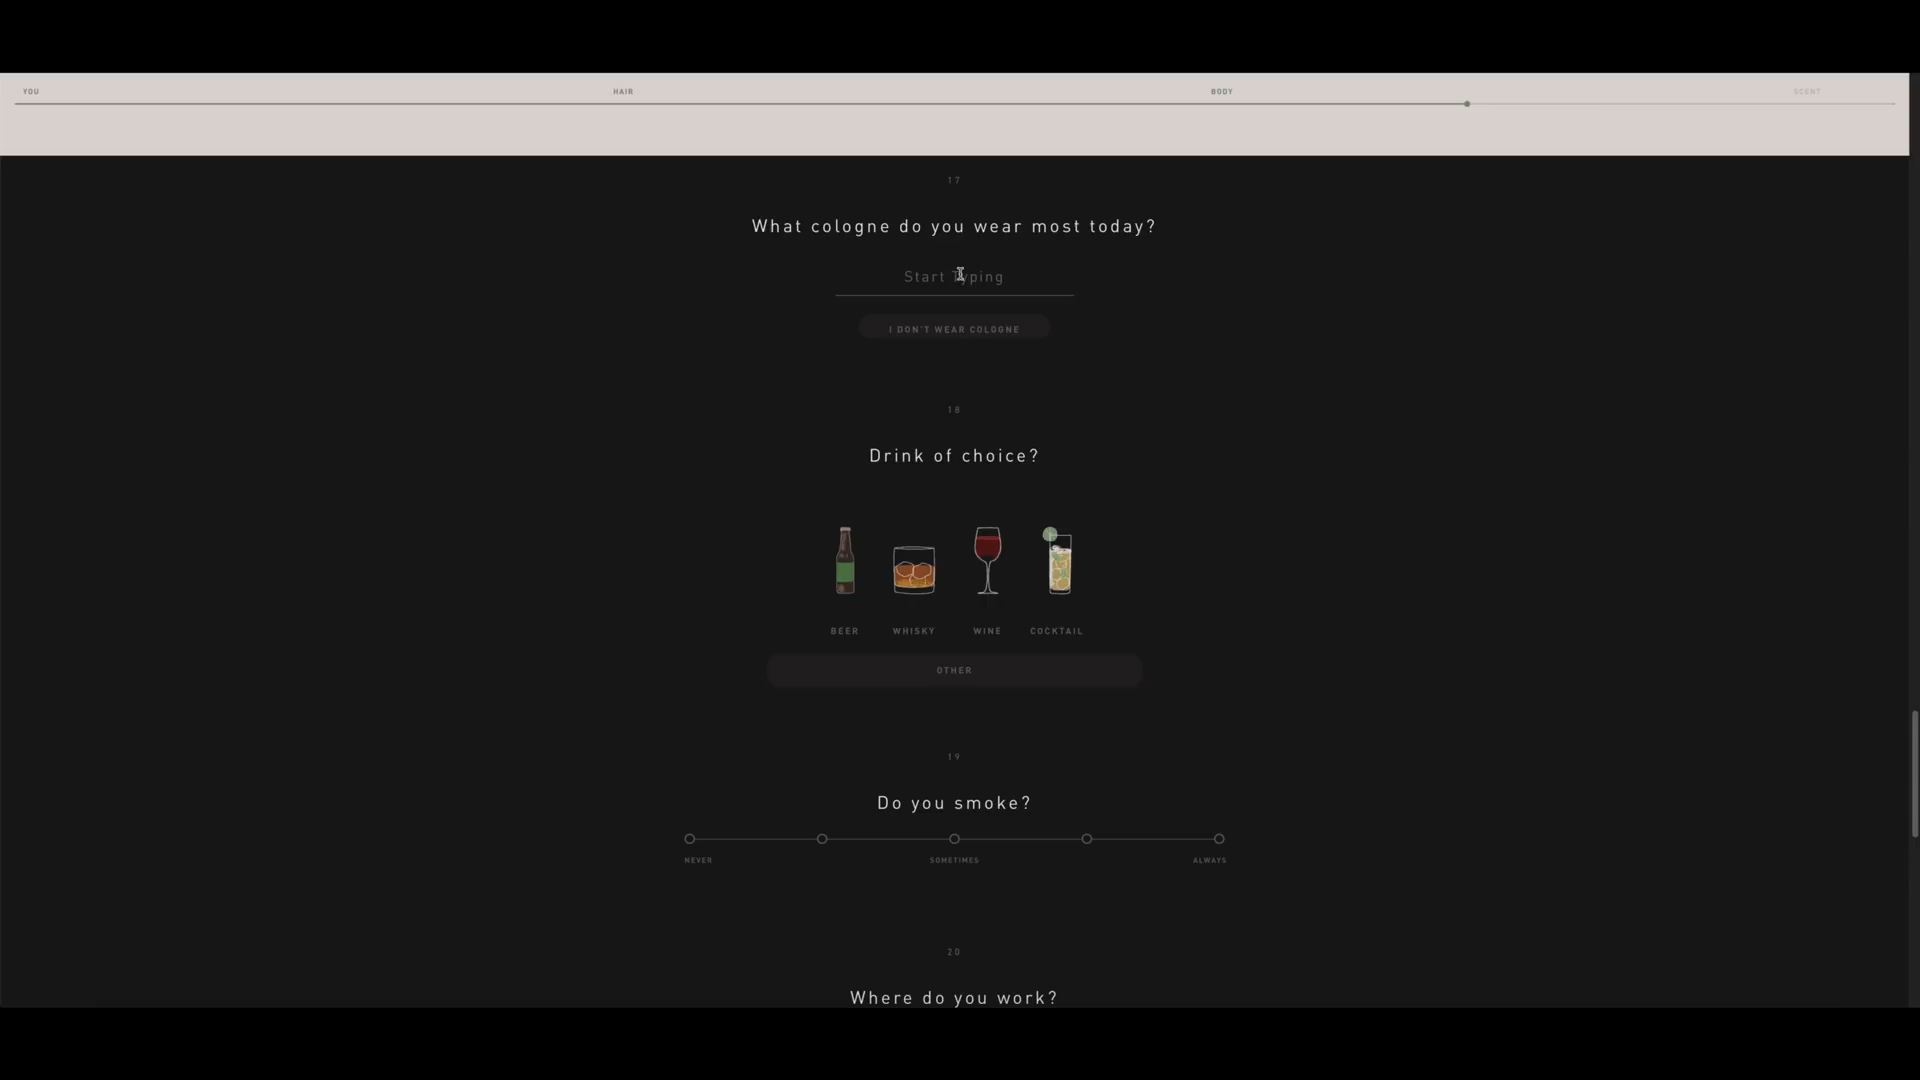 YOU
HAIR
BODY
SCENT
17
What cologne do you wear most today?
Start Typing
I DON'T WEAR COLOGNE
18
Drink of choice?
BEER
WHISKY
WINE
COCKTAIL
OTHER
19
Do you smoke?
NEVER
SOMETIMES
ALWAYS
20
Where do you work?